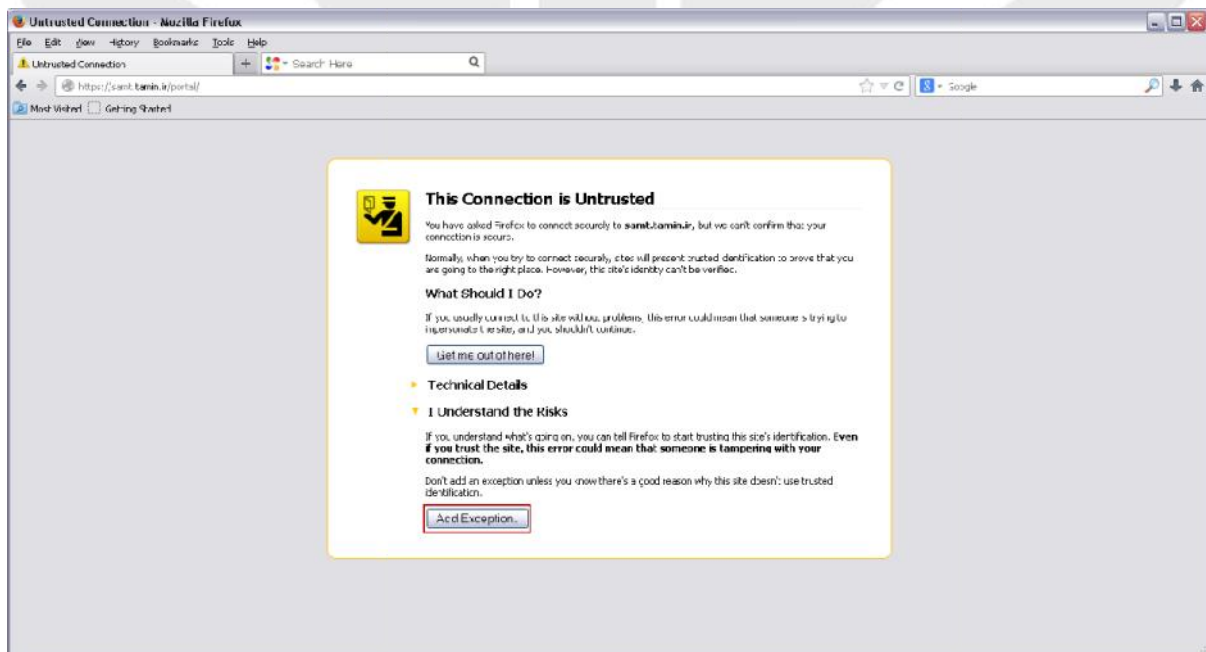 Untrusted Connection - Mozilla Firefox
File Edit View History Bookmarks Tools Help
Untrusted Connection + Search Here
https://samt.tamin.ir/portal/ Google
Most Visited Getting Started
This Connection is Untrusted
You have asked Firefox to connect securely to samt.tamin.ir, but we can't confirm that your
connection is secure.
Normally, when you try to connect securely, sites will present trusted identification to prove that you
are going to the right place. However, this site's identity can't be verified.
What Should I Do?
If you usually connect to this site without problems, this error could mean that someone is trying to
impersonate the site, and you shouldn't continue.
Get me out of here!
Technical Details
I Understand the Risks
If you understand what's going on, you can tell Firefox to start trusting this site's identification. Even
if you trust the site, this error could mean that someone is tampering with your
connection.
Don't add an exception unless you know there's a good reason why this site doesn't use trusted
identification.
Add Exception...